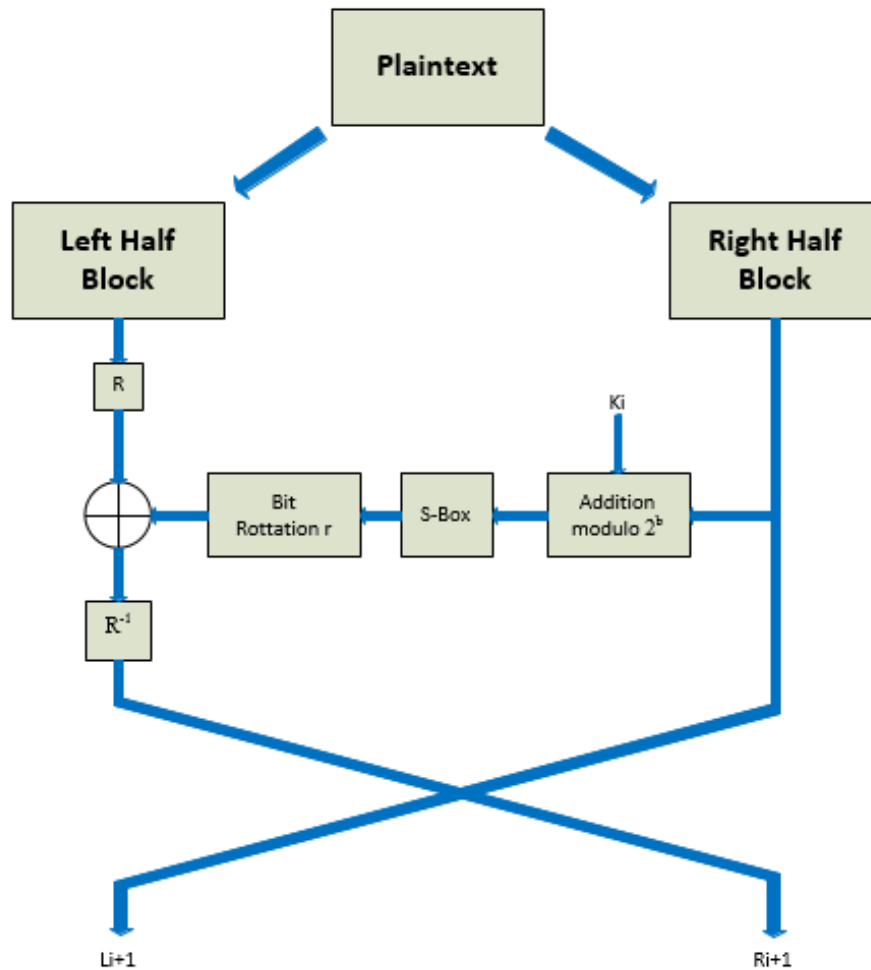 Plaintext
Left Half
Block
Right Half
Block
R
Ki
Bit
Rottation r
S-Box
Addition
modulo 2ᵇ
R⁻¹
Li+1
Ri+1